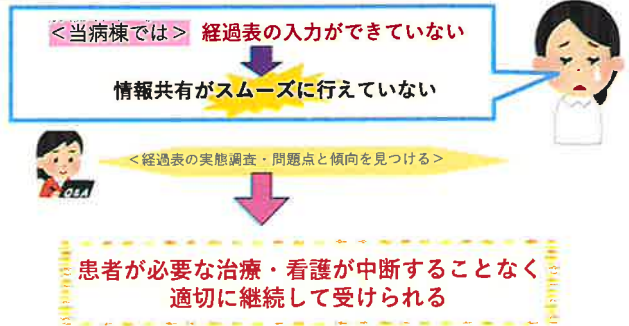 ＜当病棟では＞ 経過表の入力ができていない
情報共有がスムーズに行えていない
＜経過表の実態調査・問題点と傾向を見つける＞
Q&A
患者が必要な治療・看護が中断することなく
適切に継続して受けられる